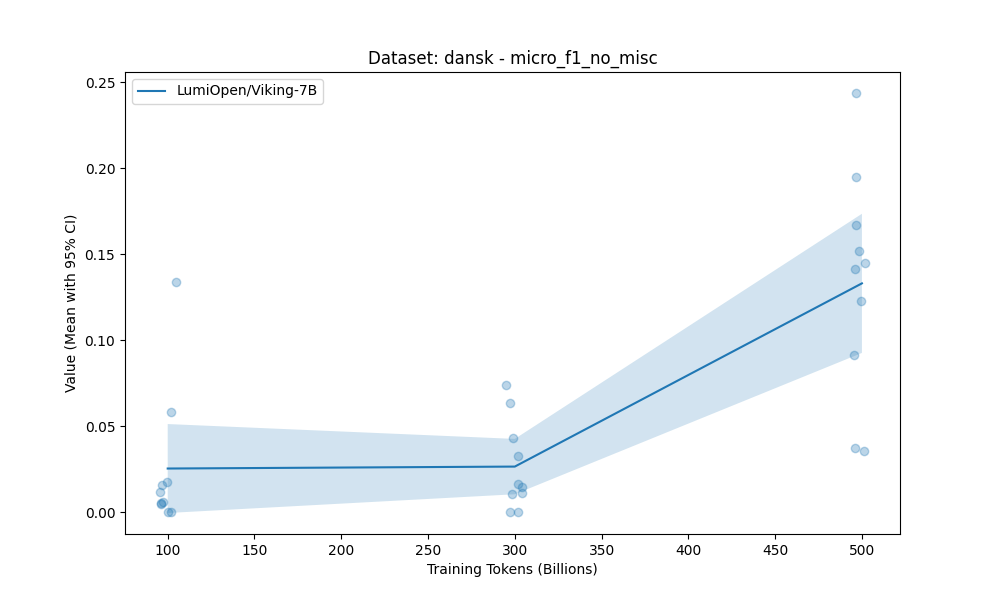 Dataset: dansk - micro_f1_no_misc
LumiOpen/Viking-7B
Value (Mean with 95% CI)
0.25
0.20
0.15
0.10
0.05
0.00
100 150 200 250 300 350 400 450 500
Training Tokens (Billions)